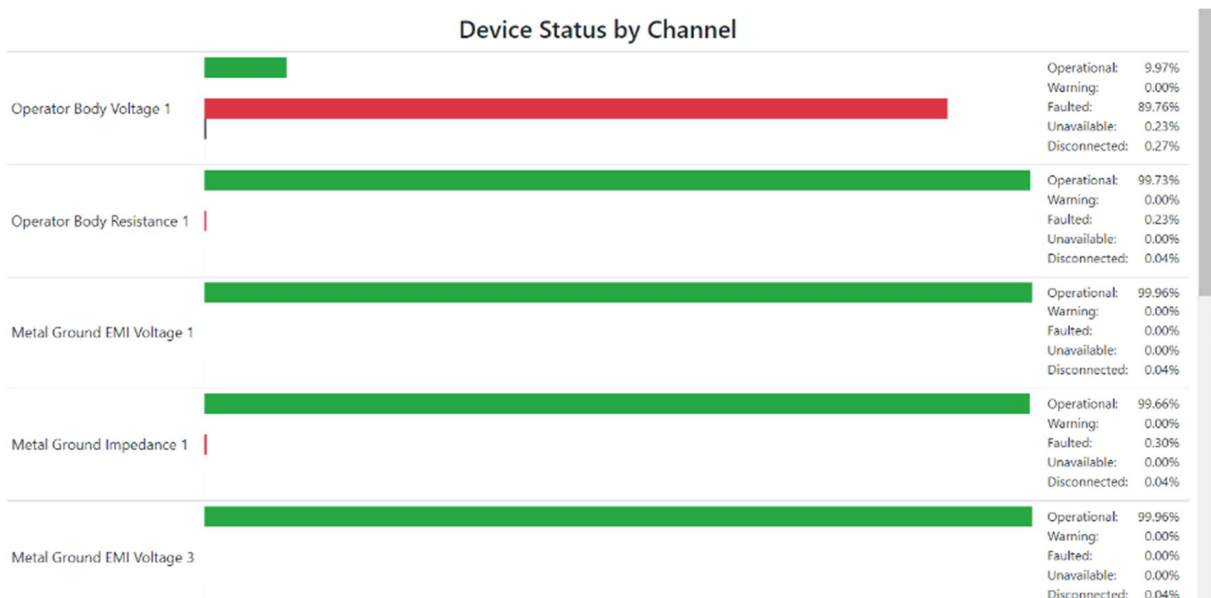 Device Status by Channel
Operator Body Voltage 1
Operational: 9.97%
Warning: 0.00%
Faulted: 89.76%
Unavailable: 0.23%
Disconnected: 0.27%
Operator Body Resistance 1
Operational: 99.73%
Warning: 0.00%
Faulted: 0.23%
Unavailable: 0.00%
Disconnected: 0.04%
Metal Ground EMI Voltage 1
Operational: 99.96%
Warning: 0.00%
Faulted: 0.00%
Unavailable: 0.00%
Disconnected: 0.04%
Metal Ground Impedance 1
Operational: 99.66%
Warning: 0.00%
Faulted: 0.30%
Unavailable: 0.00%
Disconnected: 0.04%
Metal Ground EMI Voltage 3
Operational: 99.96%
Warning: 0.00%
Faulted: 0.00%
Unavailable: 0.00%
Disconnected: 0.04%